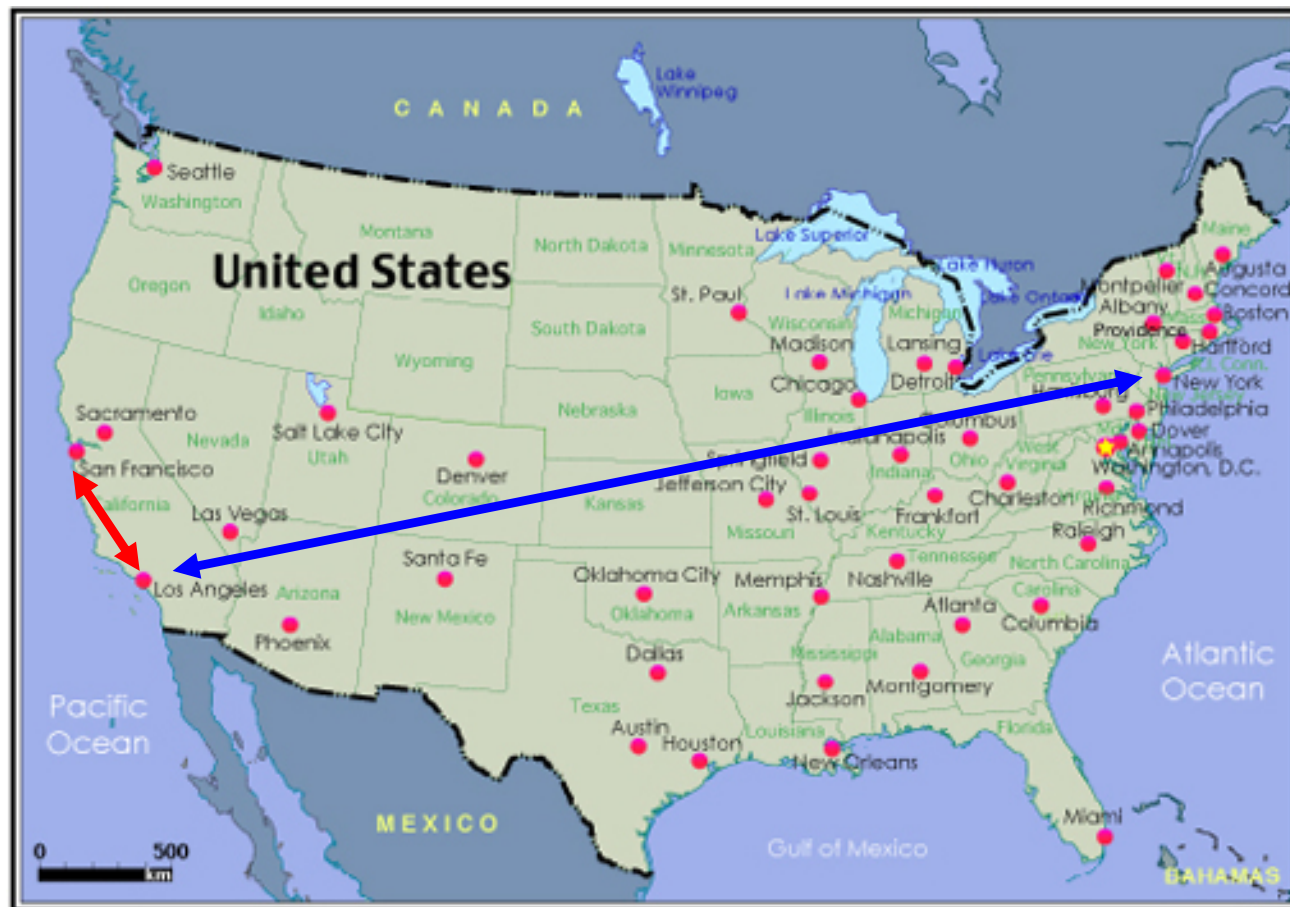 CANADA
Lake
Winnipeg
Seattle
Washington
Montana
North Dakota
Minnesota
Lake Superior
Maine
United States
Oregon
Idaho
St. Paul
Lake Huron
Lake Michigan
Michigan
Augusta
Montpelier
Concord
Albany
Boston
South Dakota
Wisconsin
Providence
Wyoming
Madison
Lansing
New York
Hartford
Iowa
Chicago
Detroit
Pennsylvania
New York
Sacramento
Nebraska
Illinois
Philadelphia
Nevada
Salt Lake City
Utah
Columbus
Indianapolis
Dover
San Francisco
Denver
Springfield
Indiana
Ohio
West
Virginia
Annapolis
Washington, D.C.
California
Colorado
Kansas
Jefferson City
Charleston
Las Vegas
St. Louis
Frankfort
Richmond
Missouri
Kentucky
Raleigh
Santa Fe
Tennessee
North Carolina
Los Angeles
Arizona
Oklahoma City
Memphis
Nashville
New Mexico
Oklahoma
Arkansas
Atlanta
Carolina
Columbia
Phoenix
Alabama
Dallas
Mississippi
Georgia
Atlantic
Ocean
Jackson
Montgomery
Pacific
Ocean
Texas
Austin
Houston
Louisiana
Florida
New Orleans
MEXICO
Miami
Gulf of Mexico
0 500
km
BAHAMAS